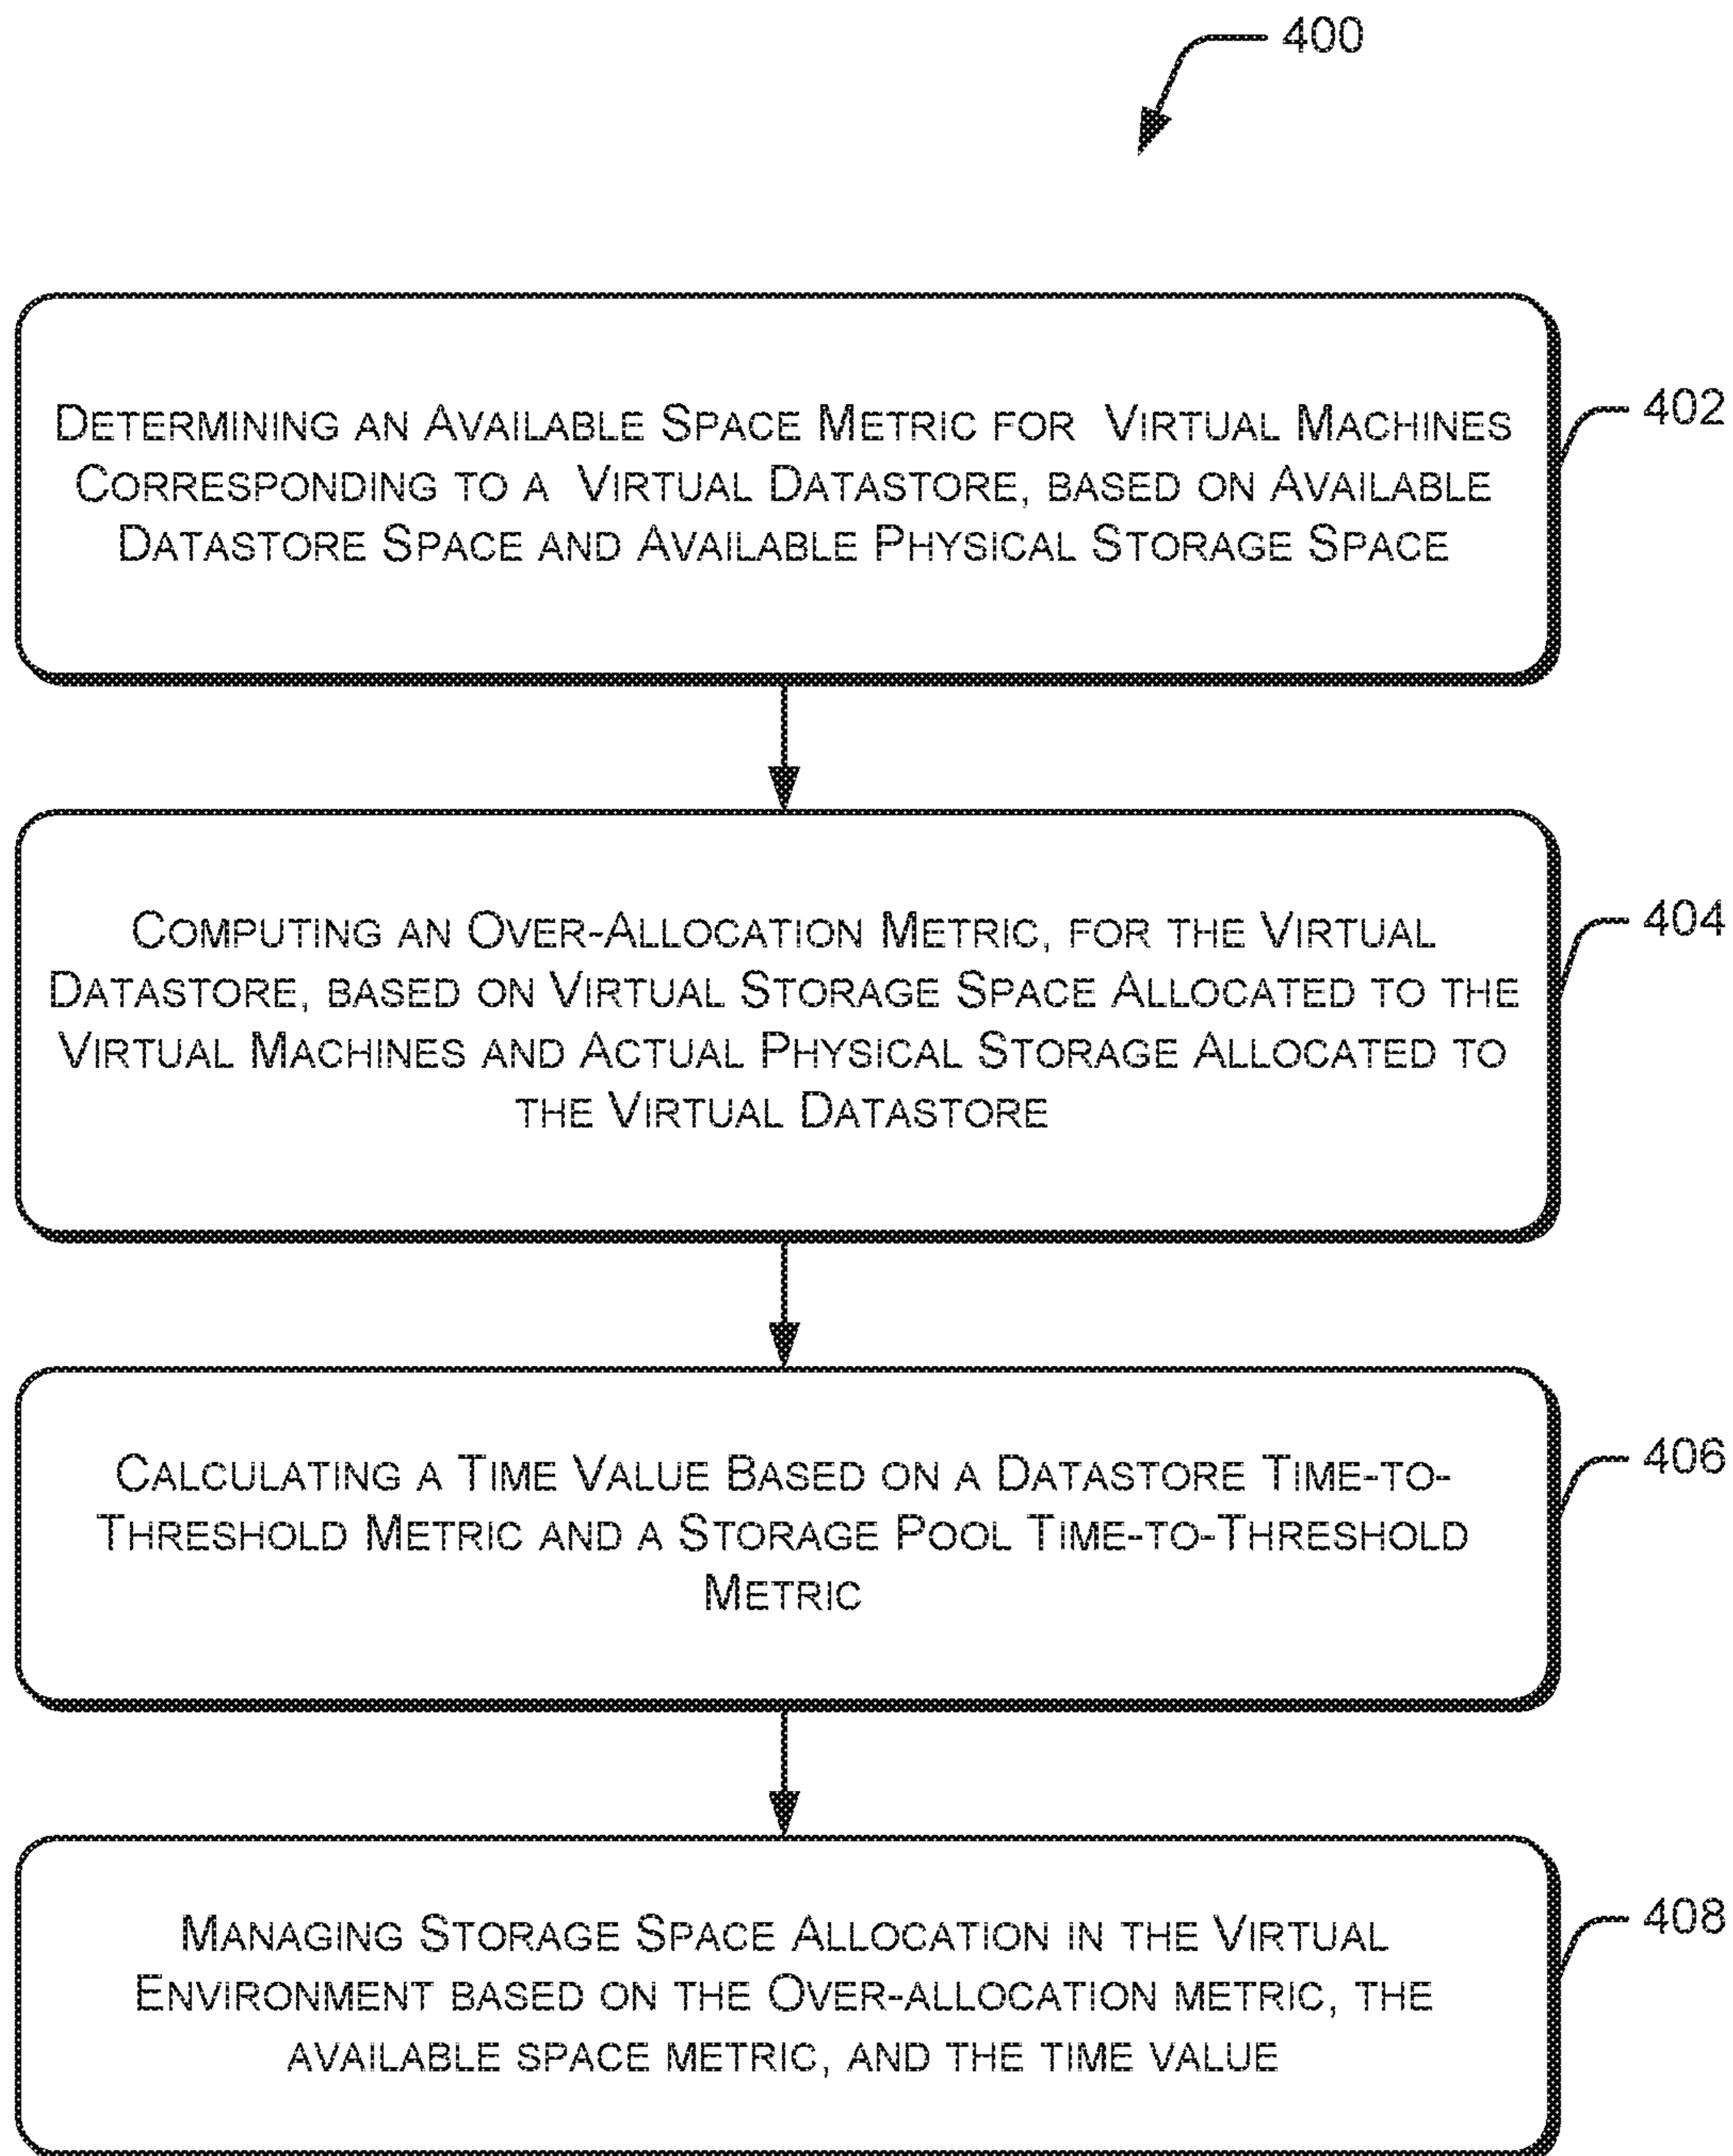 400
DETERMINING AN AVAILABLE SPACE METRIC FOR VIRTUAL MACHINES
CORRESPONDING TO A VIRTUAL DATASTORE, BASED ON AVAILABLE
DATASTORE SPACE AND AVAILABLE PHYSICAL STORAGE SPACE
402
COMPUTING AN OVER-ALLOCATION METRIC, FOR THE VIRTUAL
DATASTORE, BASED ON VIRTUAL STORAGE SPACE ALLOCATED TO THE
VIRTUAL MACHINES AND ACTUAL PHYSICAL STORAGE ALLOCATED TO
THE VIRTUAL DATASTORE
404
CALCULATING A TIME VALUE BASED ON A DATASTORE TIME-TO-
THRESHOLD METRIC AND A STORAGE POOL TIME-TO-THRESHOLD
METRIC
406
MANAGING STORAGE SPACE ALLOCATION IN THE VIRTUAL
ENVIRONMENT BASED ON THE OVER-ALLOCATION METRIC, THE
AVAILABLE SPACE METRIC, AND THE TIME VALUE
408